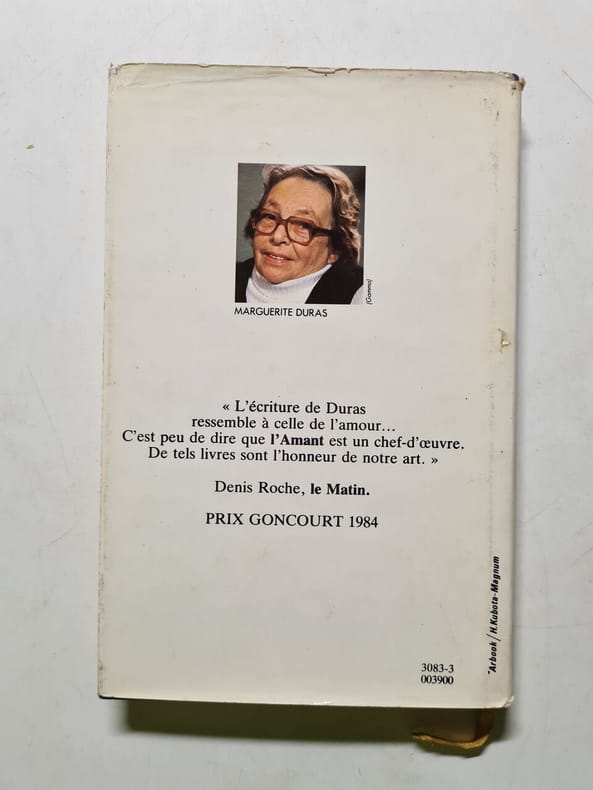 (Gamma)
MARGUERITE DURAS
« L'écriture de Duras
ressemble à celle de l'amour...
C'est peu de dire que l'Amant est un chef-d'œuvre.
De tels livres sont l'honneur de notre art. »
Denis Roche, le Matin.
PRIX GONCOURT 1984
Arbook / H.Kubota-Magnum
3083-3
003900